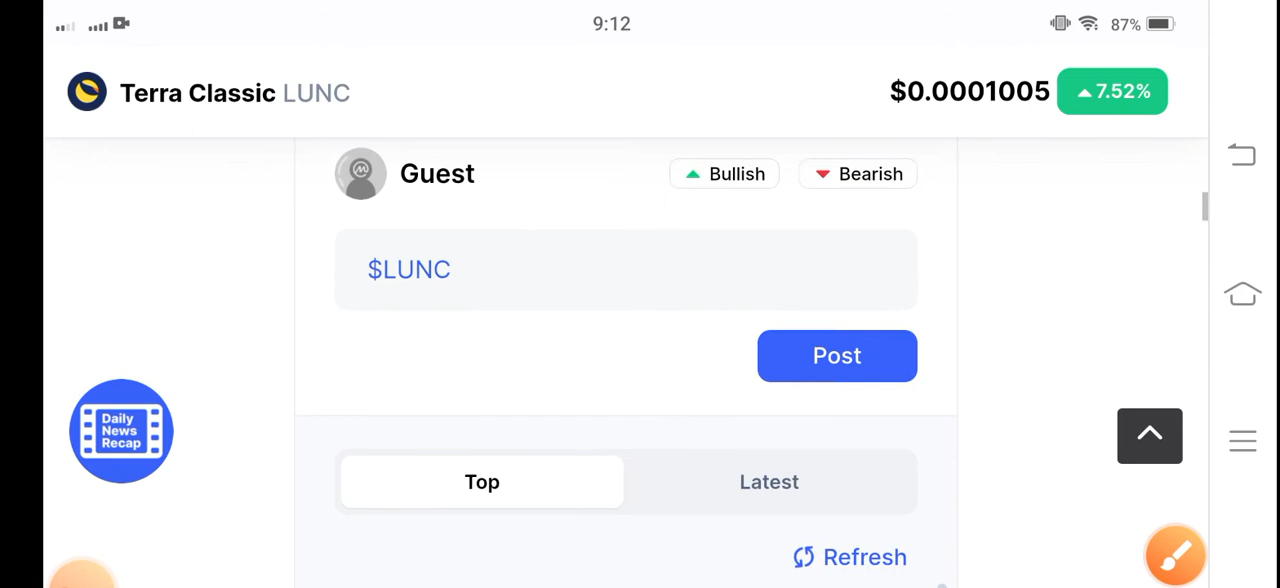 9:12
87%
Terra Classic LUNC
$0.0001005 7.52%
Guest
Bullish
Bearish
$LUNC
Post
Daily
News
Recap
Top
Latest
Refresh